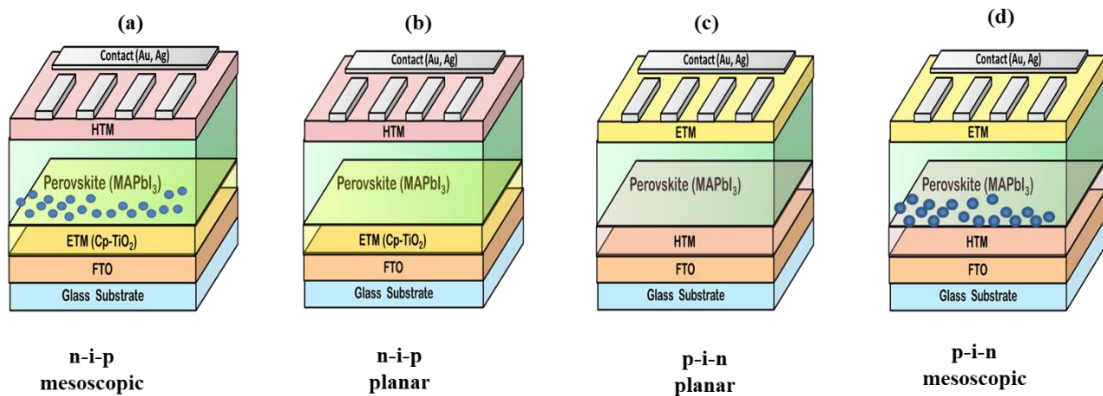 (a)
Contact (Au, Ag)
HTM
Perovskite (MAPbI₃)
ETM (Cp-TiO₂)
FTO
Glass Substrate
n-i-p
mesoscopic
(b)
Contact (Au, Ag)
HTM
Perovskite (MAPbI₃)
ETM (Cp-TiO₂)
FTO
Glass Substrate
n-i-p
planar
(c)
Contact (Au, Ag)
ETM
Perovskite (MAPbI₃)
HTM
FTO
Glass Substrate
p-i-n
planar
(d)
Contact (Au, Ag)
ETM
Perovskite (MAPbI₃)
HTM
FTO
Glass Substrate
p-i-n
mesoscopic